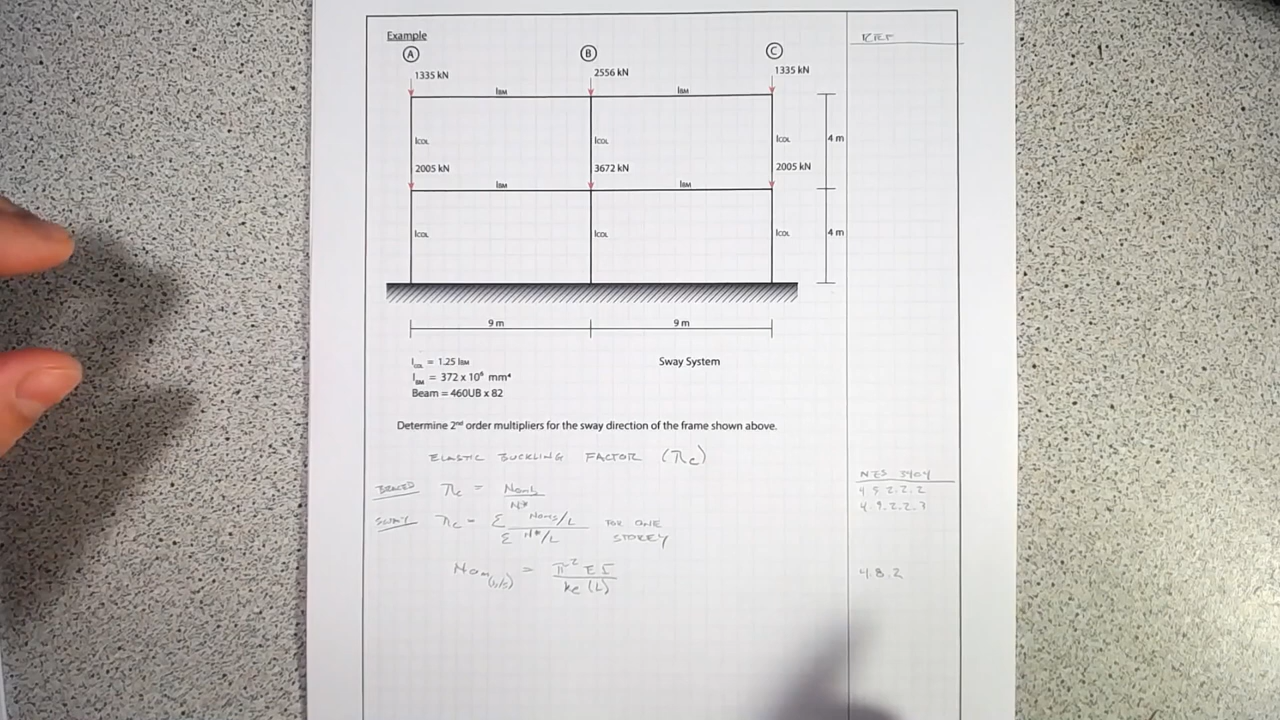 Example
A B C
1335 kN 2556 kN 1335 kN
IBM IBM
ICOL ICOL ICOL 4 m
2005 kN 3672 kN 2005 kN
IBM IBM
ICOL ICOL ICOL 4 m
9 m 9 m
ICOL = 1.25 IBM Sway System
IBM = 372 x 10⁶ mm⁴
Beam = 460UB x 82
Determine 2nd order multipliers for the sway direction of the frame shown above.
ELASTIC BUCKLING FACTOR (λc)
NZS 3404
BRACED λc = Nomb / N* 4.9.2.2.2
SWAY λc = Σ Noms/L / Σ N*/L FOR ONE STOREY 4.9.2.2.3
Nom(b/s) = π² E I / ke (L) 4.8.2